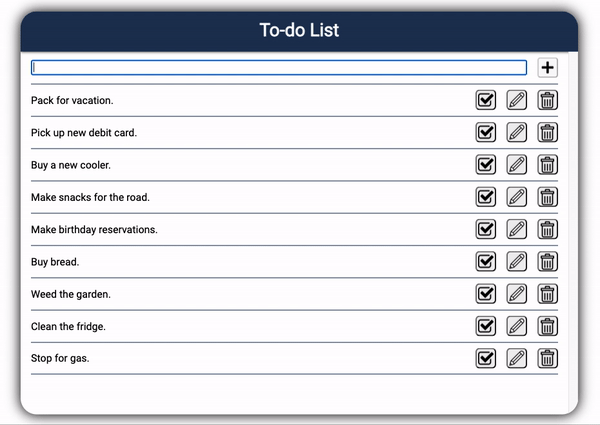 To-do List
Pack for vacation.
Pick up new debit card.
Buy a new cooler.
Make snacks for the road.
Make birthday reservations.
Buy bread.
Weed the garden.
Clean the fridge.
Stop for gas.